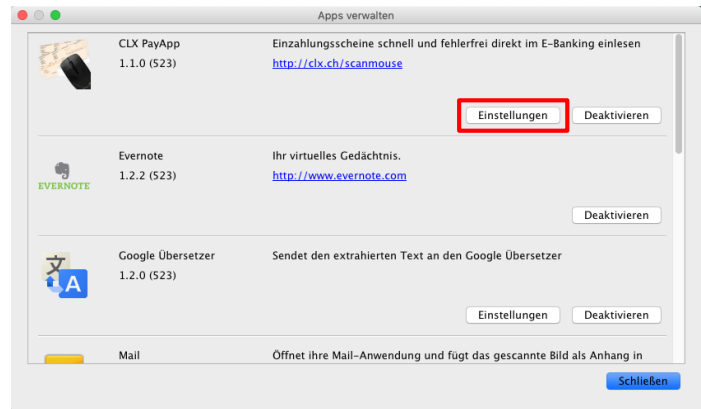 Apps verwalten
CLX PayApp
Einzahlungsscheine schnell und fehlerfrei direkt im E-Banking einlesen
1.1.0 (523)
http://clx.ch/scanmouse
Einstellungen
Deaktivieren
Evernote
Ihr virtuelles Gedächtnis.
1.2.2 (523)
http://www.evernote.com
EVERNOTE
Deaktivieren
Google Übersetzer
Sendet den extrahierten Text an den Google Übersetzer
1.2.0 (523)
文
A
Einstellungen
Deaktivieren
Mail
Öffnet ihre Mail-Anwendung und fügt das gescannte Bild als Anhang in
Schließen